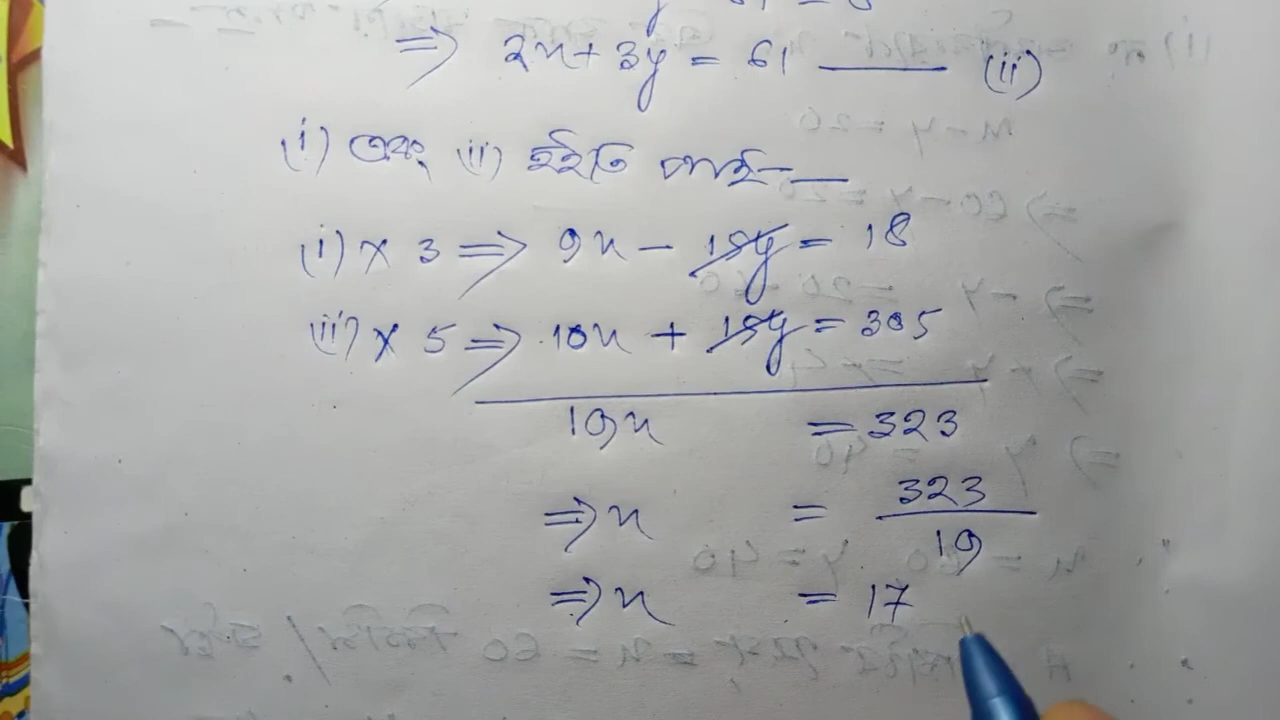 ⇒ 2x + 3y = 61 —— (ii)
(i) এবং (ii) হইতে পাই—
(i) × 3 ⇒ 9x – 15y = 18
(ii) × 5 ⇒ 10x + 15y = 305
19x = 323
⇒ x = 323/19
⇒ x = 17